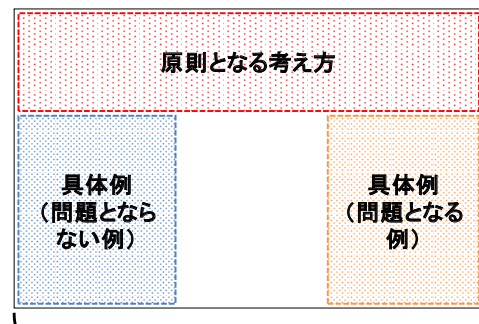 原則となる考え方
具体例
（問題となら
ない例）
具体例
（問題となる
例）